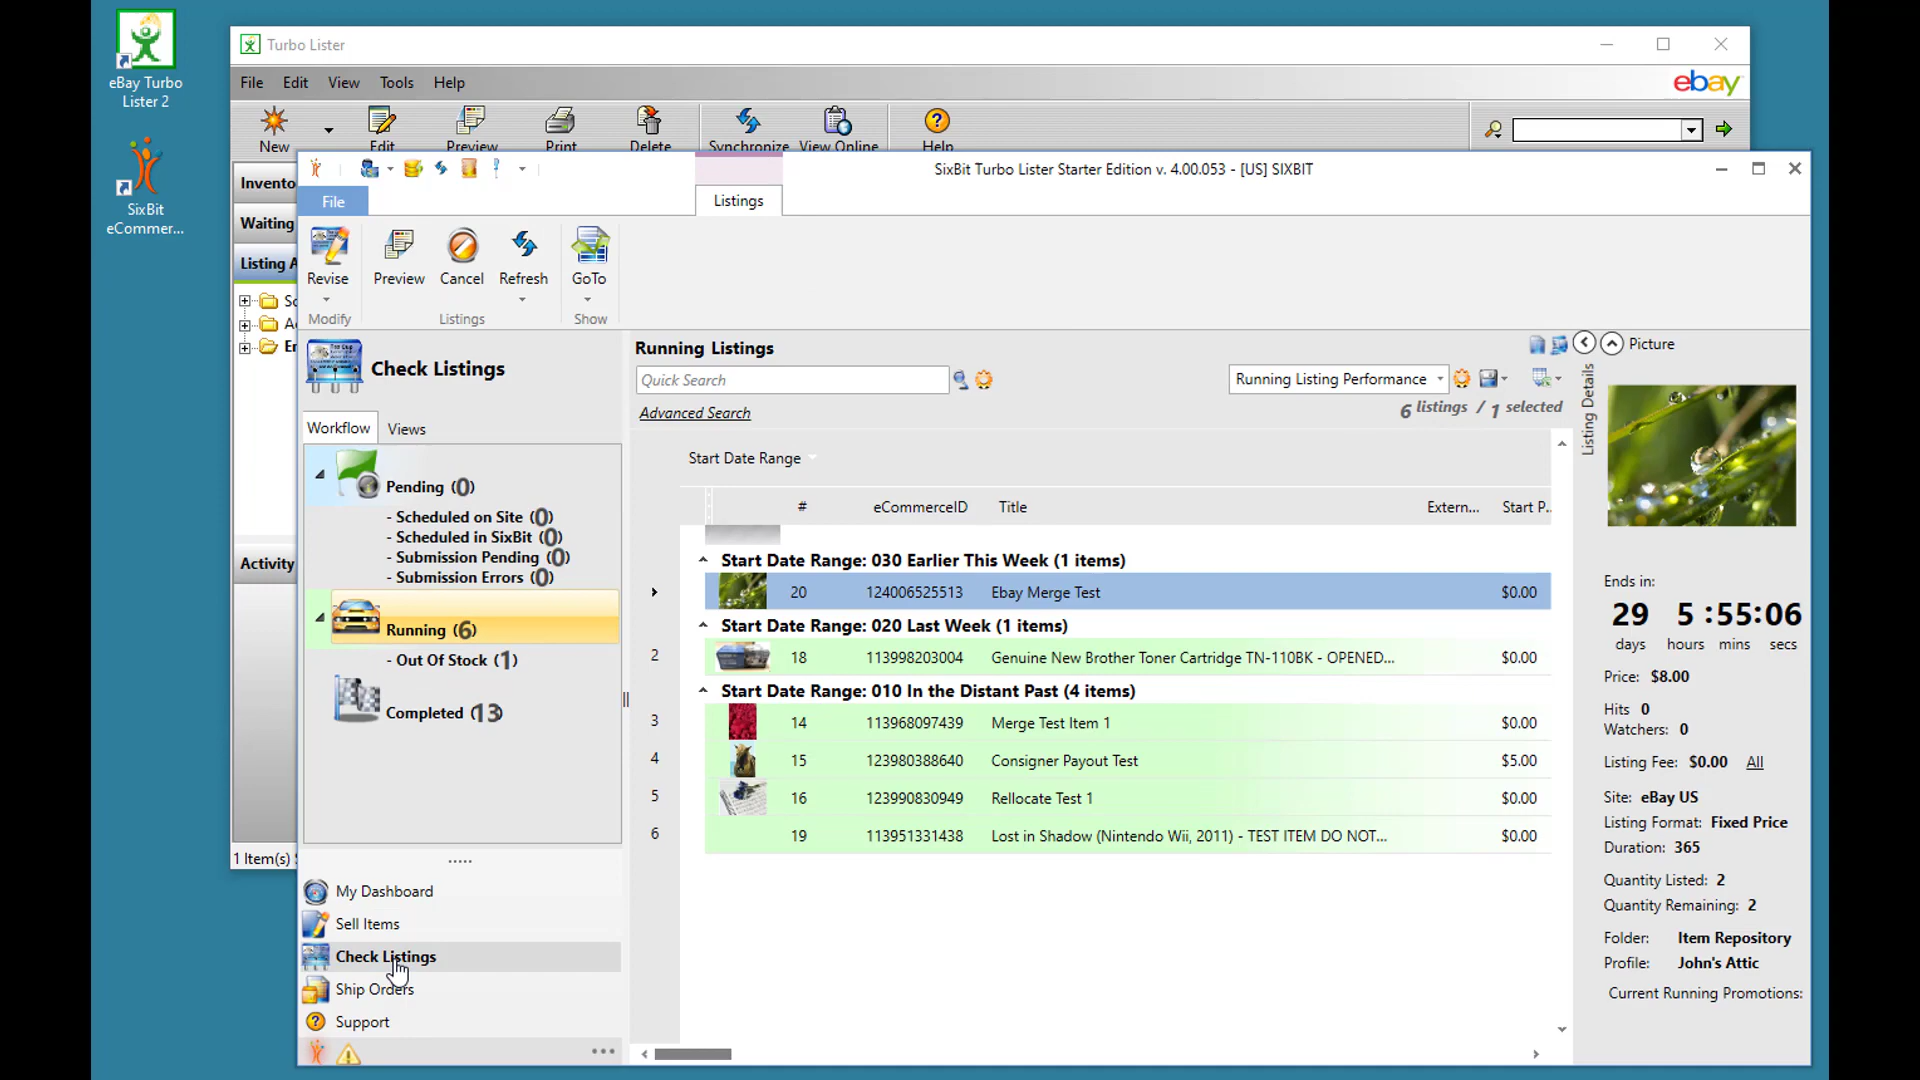 eBay Turbo
Lister 2
SixBit
eCommer...
Turbo Lister
File Edit View Tools Help
ebay
New Edit Preview Print Delete Synchronize View Online Help
Invento
Waiting
Listing A
Activity
1 Item(s)
SixBit Turbo Lister Starter Edition v. 4.00.053 - [US] SIXBIT
File Listings
Revise Preview Cancel Refresh GoTo
Modify Listings Show
Check Listings
Workflow Views
Pending (0)
- Scheduled on Site (0)
- Scheduled in SixBit (0)
- Submission Pending (0)
- Submission Errors (0)
Running (6)
- Out Of Stock (1)
Completed (13)
My Dashboard
Sell Items
Check Listings
Ship Orders
Support
Running Listings
Quick Search
Advanced Search
Running Listing Performance
6 listings / 1 selected
Start Date Range
# eCommerceID Title Extern... Start P..
Start Date Range: 030 Earlier This Week (1 items)
20 124006525513 Ebay Merge Test $0.00
Start Date Range: 020 Last Week (1 items)
2 18 113998203004 Genuine New Brother Toner Cartridge TN-110BK - OPENED... $0.00
Start Date Range: 010 In the Distant Past (4 items)
3 14 113968097439 Merge Test Item 1 $0.00
4 15 123980388640 Consigner Payout Test $5.00
5 16 123990830949 Rellocate Test 1 $0.00
6 19 113951331438 Lost in Shadow (Nintendo Wii, 2011) - TEST ITEM DO NOT... $0.00
Listing Details
Picture
Ends in:
29 5 :55:06
days hours mins secs
Price: $8.00
Hits 0
Watchers: 0
Listing Fee: $0.00 All
Site: eBay US
Listing Format: Fixed Price
Duration: 365
Quantity Listed: 2
Quantity Remaining: 2
Folder: Item Repository
Profile: John's Attic
Current Running Promotions: